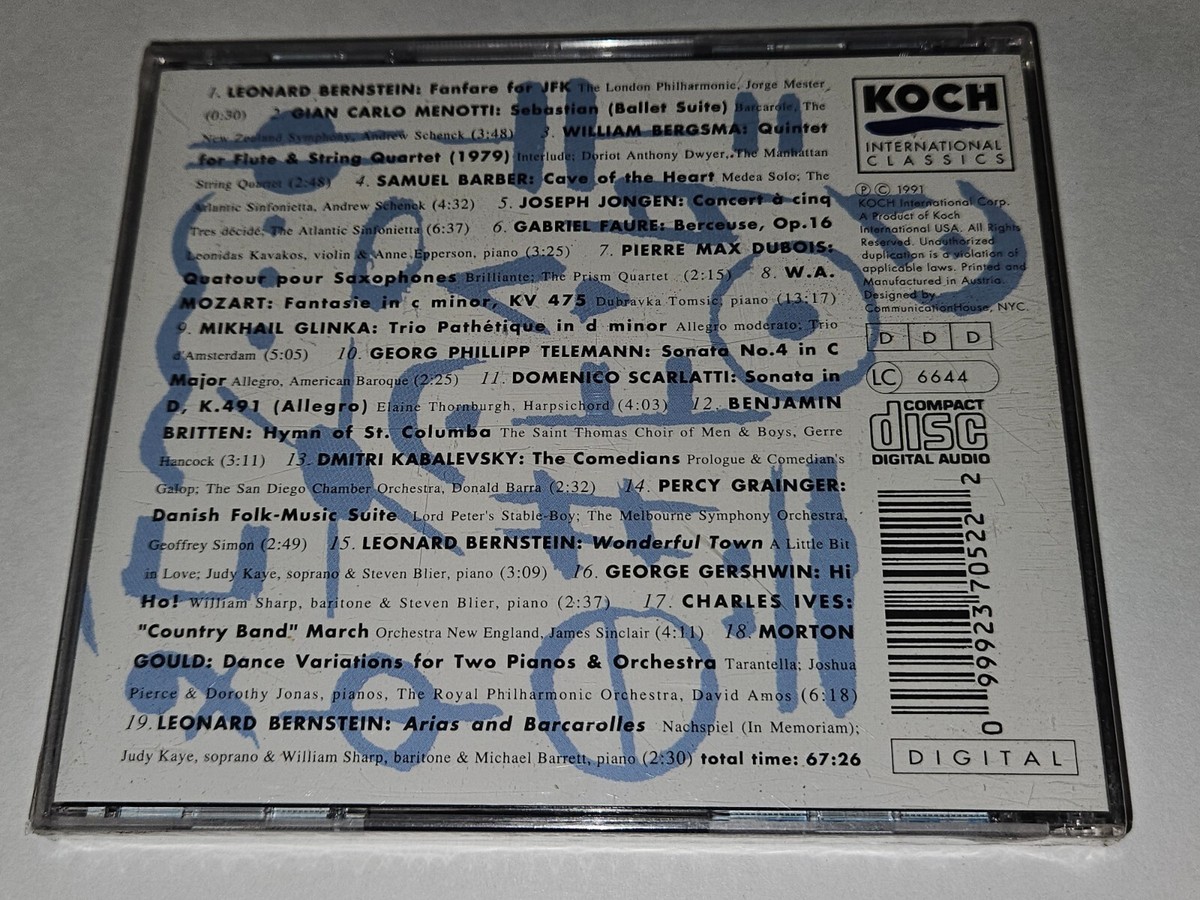 1. LEONARD BERNSTEIN: Fanfare for JFK The London Philharmonic, Jorge Mester,
(0:30) 2. GIAN CARLO MENOTTI: Sebastian (Ballet Suite) Barcarole, The
New Zealand Symphony, Andrew Schenck (3:48) 3. WILLIAM BERGSMA: Quintet
for Flute & String Quartet (1979) Interlude; Doriot Anthony Dwyer, The Manhattan
String Quartet (2:48) 4. SAMUEL BARBER: Cave of the Heart Medea Solo; The
Atlantic Sinfonietta, Andrew Schenck (4:32) 5. JOSEPH JONGEN: Concert à cinq
Tres décidé; The Atlantic Sinfonietta (6:37) 6. GABRIEL FAURE: Berceuse, Op.16
Leonidas Kavakos, violin & Anne Epperson, piano (3:25) 7. PIERRE MAX DUBOIS:
Quatour pour Saxophones Brilliante; The Prism Quartet (2:15) 8. W.A.
MOZART: Fantasie in c minor, KV 475 Dubravka Tomsic, piano (13:17)
9. MIKHAIL GLINKA: Trio Pathétique in d minor Allegro moderato; Trio
d'Amsterdam (5:05) 10. GEORG PHILLIPP TELEMANN: Sonata No.4 in C
Major Allegro, American Baroque (2:25) 11. DOMENICO SCARLATTI: Sonata in
D, K.491 (Allegro) Elaine Thornburgh, Harpsichord (4:03) 12. BENJAMIN
BRITTEN: Hymn of St. Columba The Saint Thomas Choir of Men & Boys, Gerre
Hancock (3:11) 13. DMITRI KABALEVSKY: The Comedians Prologue & Comedian's
Galop; The San Diego Chamber Orchestra, Donald Barra (2:32) 14. PERCY GRAINGER:
Danish Folk-Music Suite Lord Peter's Stable-Boy; The Melbourne Symphony Orchestra,
Geoffrey Simon (2:49) 15. LEONARD BERNSTEIN: Wonderful Town A Little Bit
in Love; Judy Kaye, soprano & Steven Blier, piano (3:09) 16. GEORGE GERSHWIN: Hi
Ho! William Sharp, baritone & Steven Blier, piano (2:37) 17. CHARLES IVES:
"Country Band" March Orchestra New England, James Sinclair (4:11) 18. MORTON
GOULD: Dance Variations for Two Pianos & Orchestra Tarantella; Joshua
Pierce & Dorothy Jonas, pianos, The Royal Philharmonic Orchestra, David Amos (6:18)
19. LEONARD BERNSTEIN: Arias and Barcarolles Nachspiel (In Memoriam);
Judy Kaye, soprano & William Sharp, baritone & Michael Barrett, piano (2:30) total time: 67:26
KOCH
INTERNATIONAL
CLASSICS
℗ © 1991
KOCH International Corp.
A Product of Koch
International USA. All Rights
Reserved. Unauthorized
duplication is a violation of
applicable laws. Printed and
Manufactured in Austria.
Designed by
CommunicationHouse, NYC.
D D D
LC 6644
COMPACT
disc
DIGITAL AUDIO
0 99923 70522 2
DIGITAL